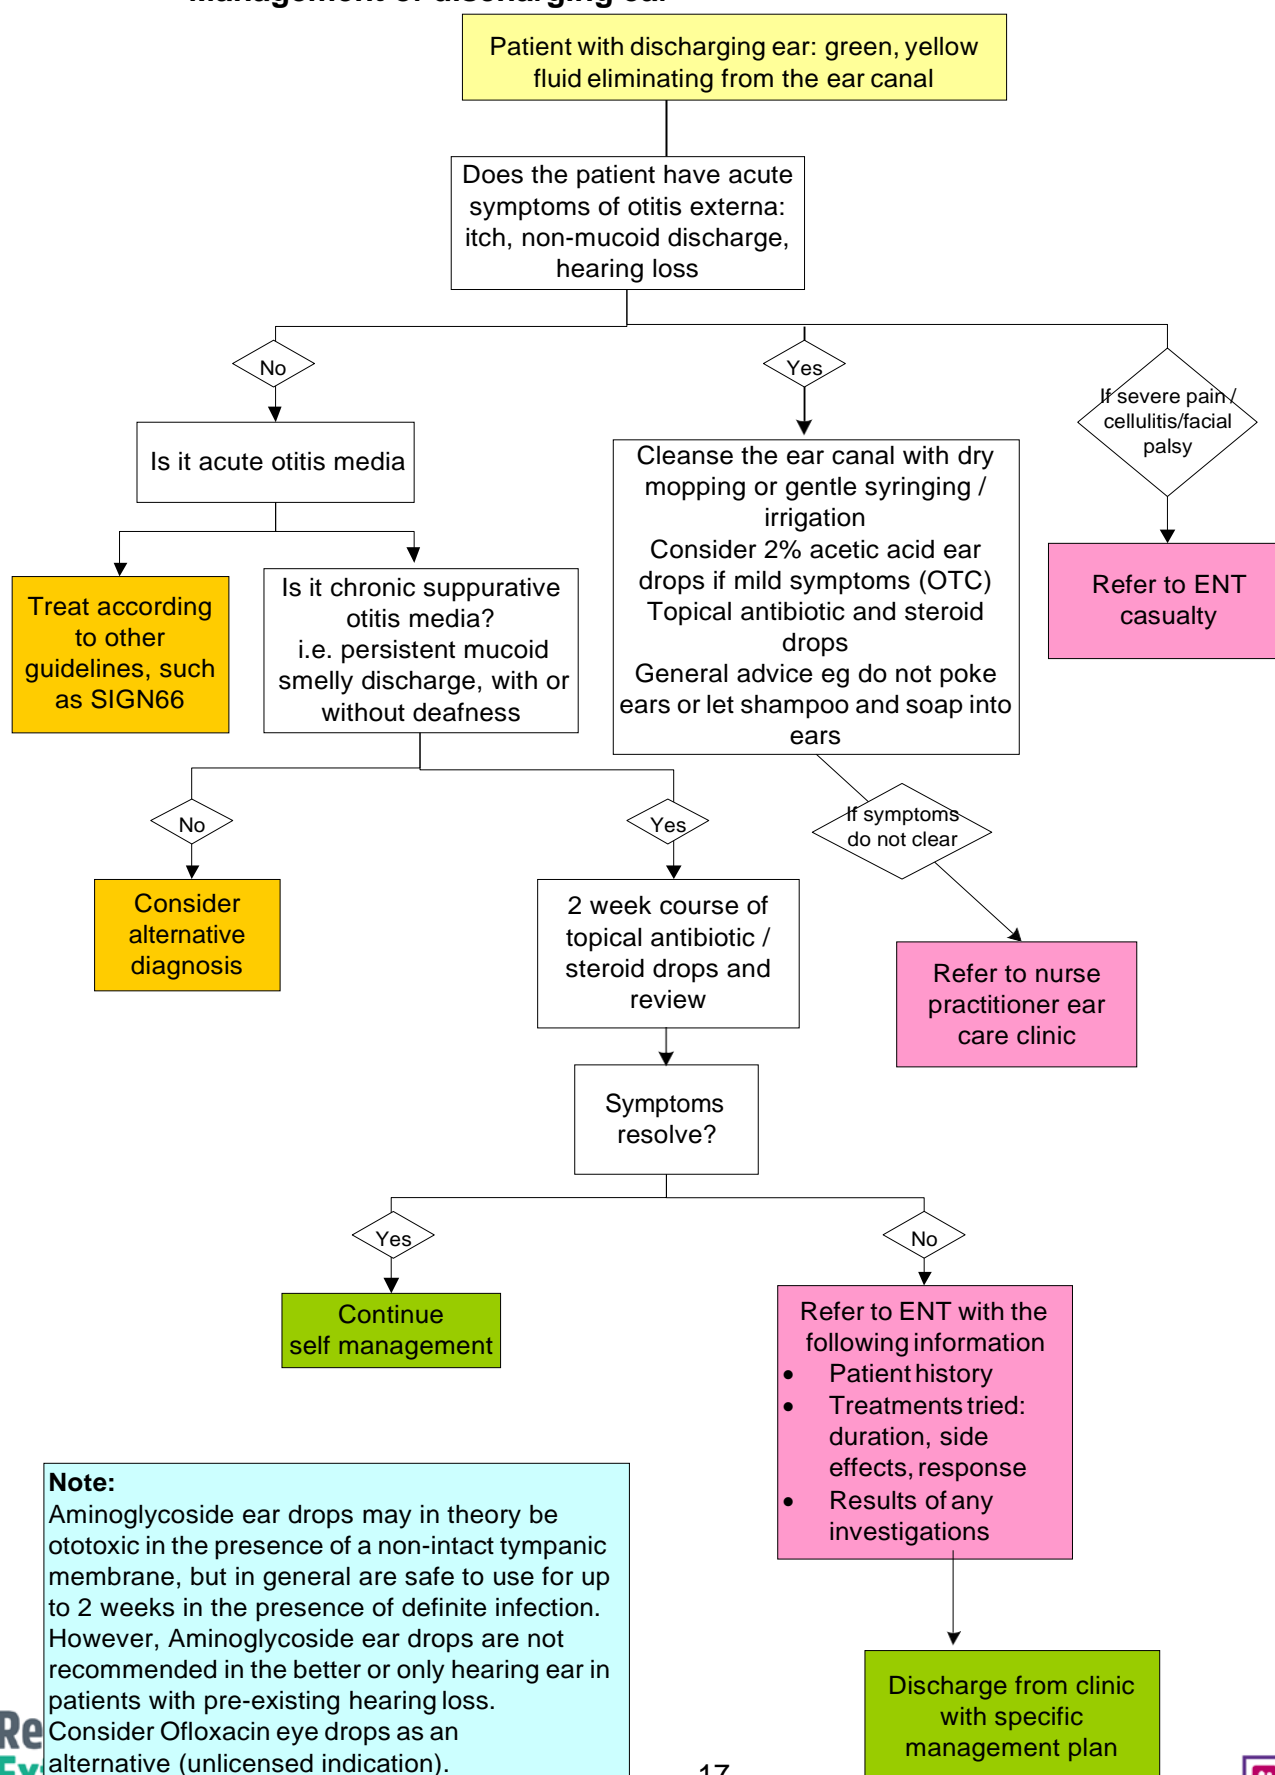 Management of discharging ear
Patient with discharging ear: green, yellow
fluid eliminating from the ear canal
Does the patient have acute
symptoms of otitis externa:
itch, non-mucoid discharge,
hearing loss
No
Yes
If severe pain /
cellulitis/facial
palsy
Is it acute otitis media
Cleanse the ear canal with dry
mopping or gentle syringing /
irrigation
Consider 2% acetic acid ear
drops if mild symptoms (OTC)
Topical antibiotic and steroid
drops
General advice eg do not poke
ears or let shampoo and soap into
ears
Refer to ENT
casualty
Treat according
to other
guidelines, such
as SIGN66
Is it chronic suppurative
otitis media?
i.e. persistent mucoid
smelly discharge, with or
without deafness
No
Yes
If symptoms
do not clear
Consider
alternative
diagnosis
2 week course of
topical antibiotic /
steroid drops and
review
Refer to nurse
practitioner ear
care clinic
Symptoms
resolve?
Yes
No
Continue
self management
Refer to ENT with the
following information
• Patient history
• Treatments tried:
duration, side
effects, response
• Results of any
investigations
Note:
Aminoglycoside ear drops may in theory be
ototoxic in the presence of a non-intact tympanic
membrane, but in general are safe to use for up
to 2 weeks in the presence of definite infection.
However, Aminoglycoside ear drops are not
recommended in the better or only hearing ear in
patients with pre-existing hearing loss.
Consider Ofloxacin eye drops as an
alternative (unlicensed indication).
Discharge from clinic
with specific
management plan
17